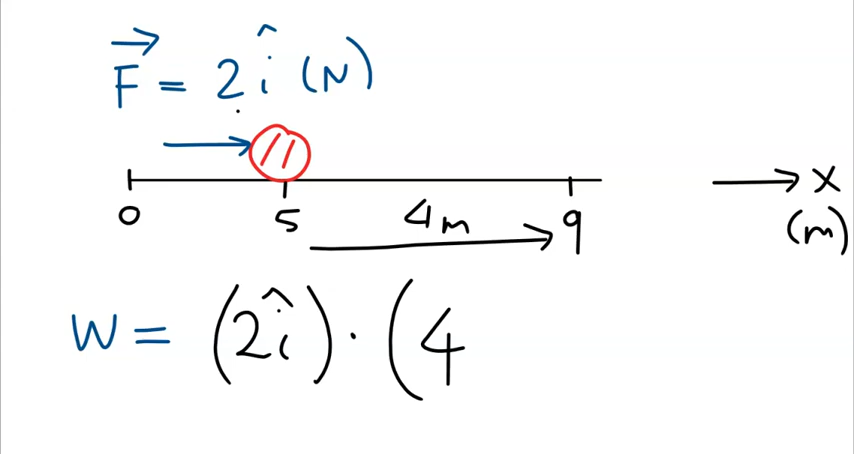 F⃗ = 2î (N)
0 5 4m 9 x
(m)
W = (2î) · (4